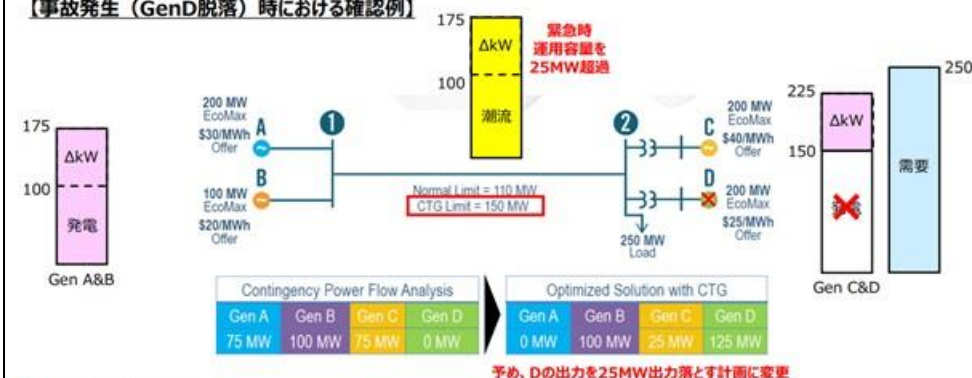 【事故発生（GenD脱落）時における確認例】
175
ΔkW
100
潮流
緊急時
運用容量を
25MW超過
175
ΔkW
100
発電
Gen A&B
200 MW
EcoMax
$30/MWh
Offer
A
1
100 MW
EcoMax
$20/MWh
Offer
B
Normal Limit = 110 MW
CTG Limit = 150 MW
2
C
200 MW
EcoMax
$40/MWh
Offer
D
200 MW
EcoMax
$25/MWh
Offer
250 MW
Load
225
ΔkW
150
Gen C&D
250
需要
Contingency Power Flow Analysis
Gen A Gen B Gen C Gen D
75 MW 100 MW 75 MW 0 MW
Optimized Solution with CTG
Gen A Gen B Gen C Gen D
0 MW 100 MW 25 MW 125 MW
予め、Dの出力を25MW出力落とす計画に変更